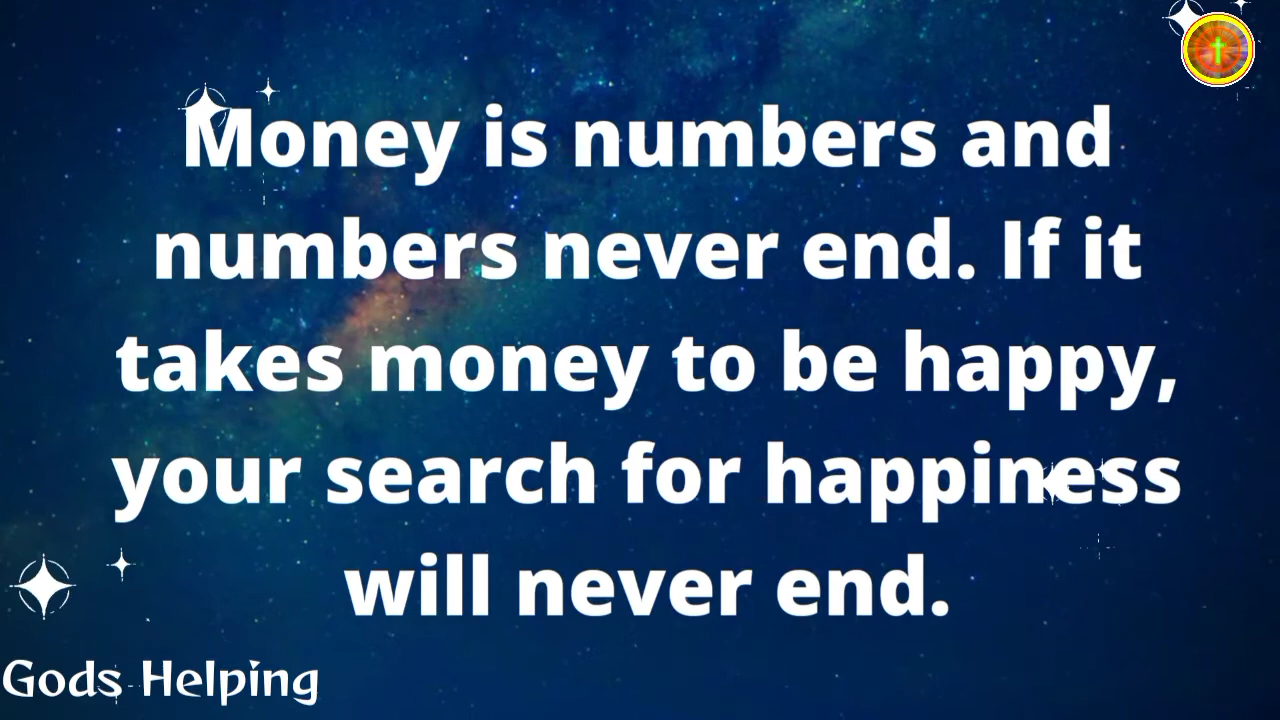 Money is numbers and
numbers never end. If it
takes money to be happy,
your search for happiness
will never end.
Gods Helping